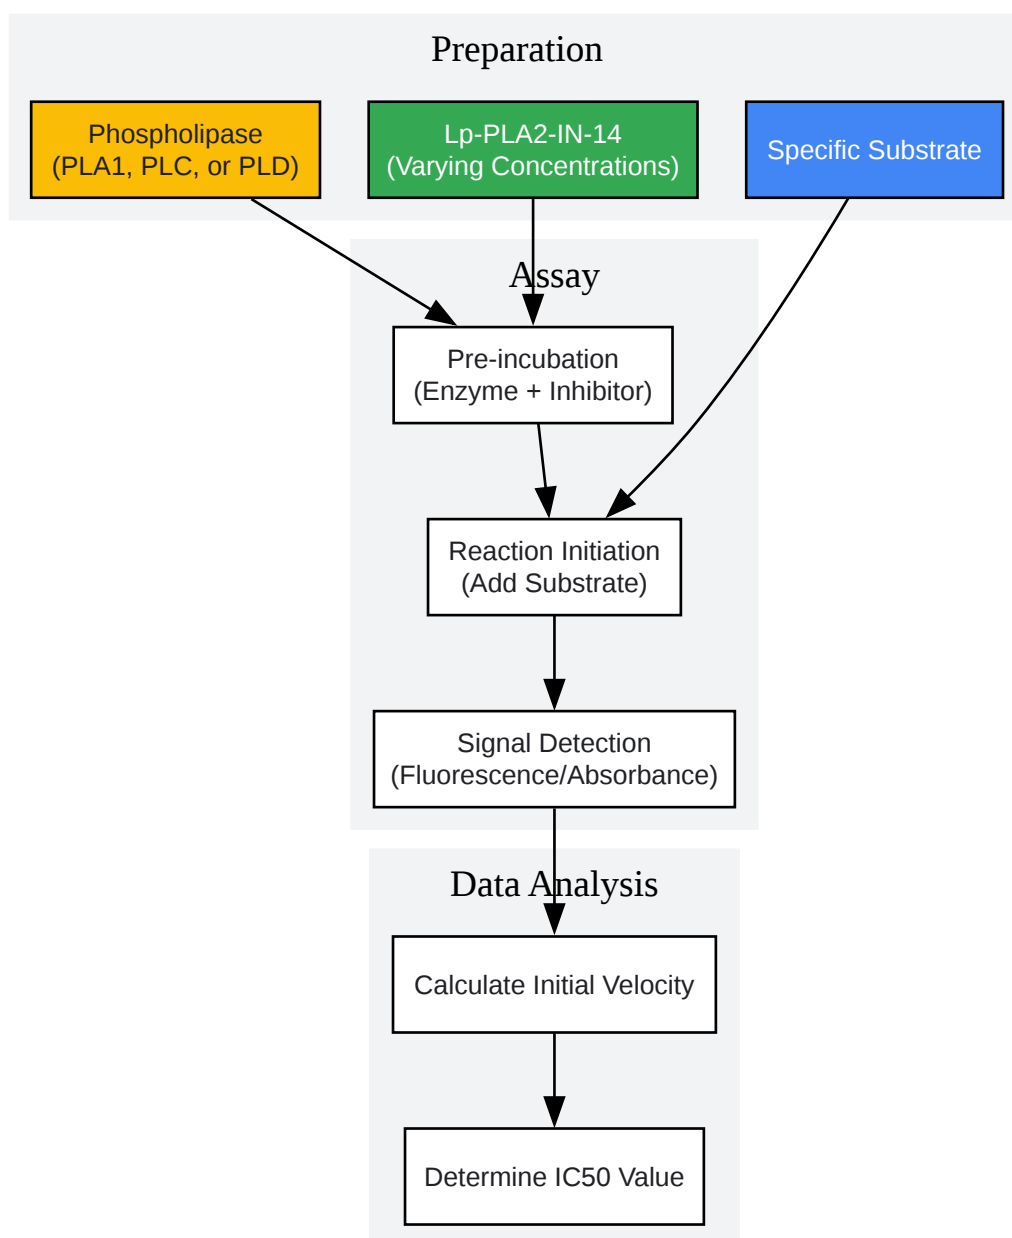 Preparation
Phospholipase
(PLA1, PLC, or PLD)
Lp-PLA2-IN-14
(Varying Concentrations)
Specific Substrate
Assay
Pre-incubation
(Enzyme + Inhibitor)
Reaction Initiation
(Add Substrate)
Signal Detection
(Fluorescence/Absorbance)
Data Analysis
Calculate Initial Velocity
Determine IC50 Value